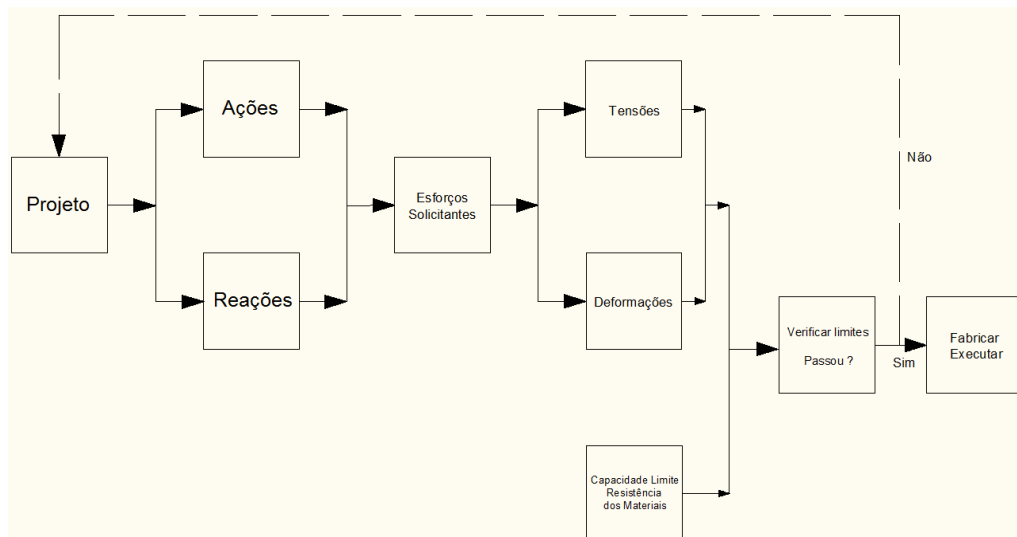 Projeto
Ações
Reações
Esforços
Solicitantes
Tensões
Deformações
Capacidade Limite
Resistência
dos Materiais
Verificar limites
Passou ?
Não
Sim
Fabricar
Executar